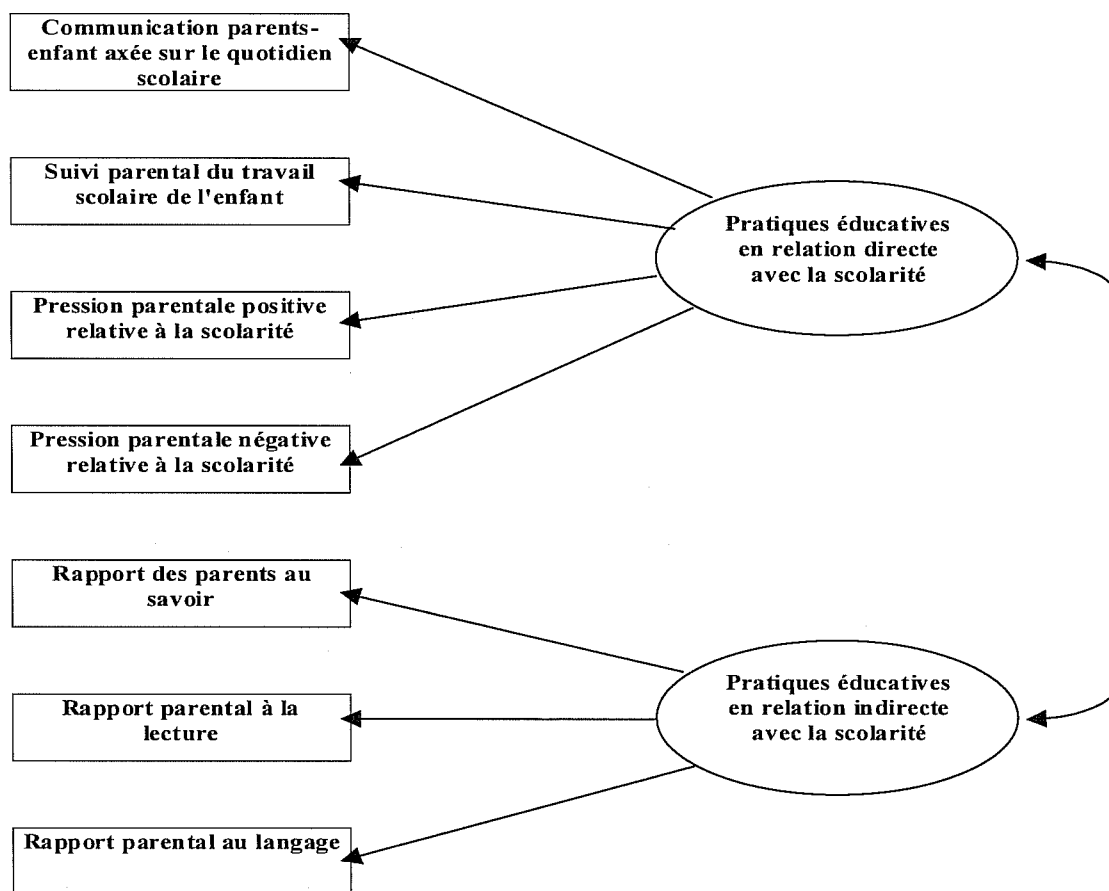 Communication parents-
enfant axée sur le quotidien
scolaire
Suivi parental du travail
scolaire de l'enfant
Pratiques éducatives
en relation directe
avec la scolarité
Pression parentale positive
relative à la scolarité
Pression parentale négative
relative à la scolarité
Rapport des parents au
savoir
Rapport parental à la
lecture
Pratiques éducatives
en relation indirecte
avec la scolarité
Rapport parental au langage